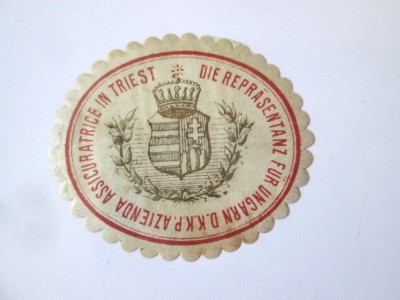 DIE REPRÄSENTANZ FÜR UNGARN D. K. K. P. AZIENDA ASSICURATRICE IN TRIEST